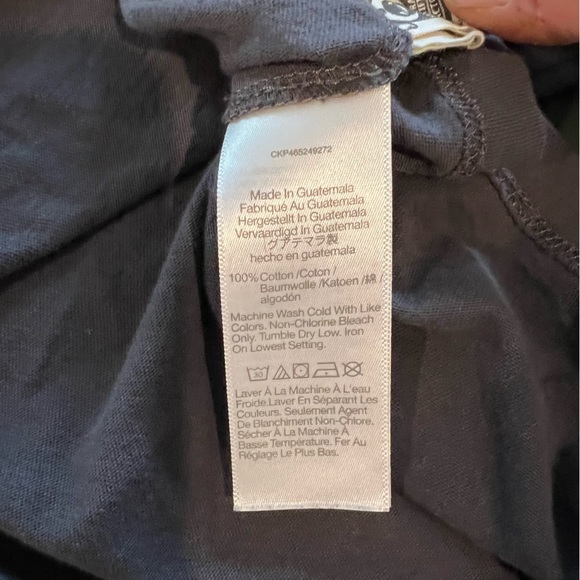 CKP465249272
Made In Guatemala
Fabriqué Au Guatemala
Hergestellt In Guatemala
Vervaardigd In Guatemala
グアテマラ製
hecho en guatemala
100% Cotton /Coton /
Baumwolle /Katoen /綿 /
algodón
Machine Wash Cold With Like
Colors. Non-Chlorine Bleach
Only. Tumble Dry Low. Iron
On Lowest Setting.
30
Laver À La Machine À L'eau
Froide.Laver En Séparant Les
Couleurs. Seulement Agent
De Blanchiment Non-Chlore.
Sécher À La Machine À
Basse Température. Fer Au
Réglage Le Plus Bas.